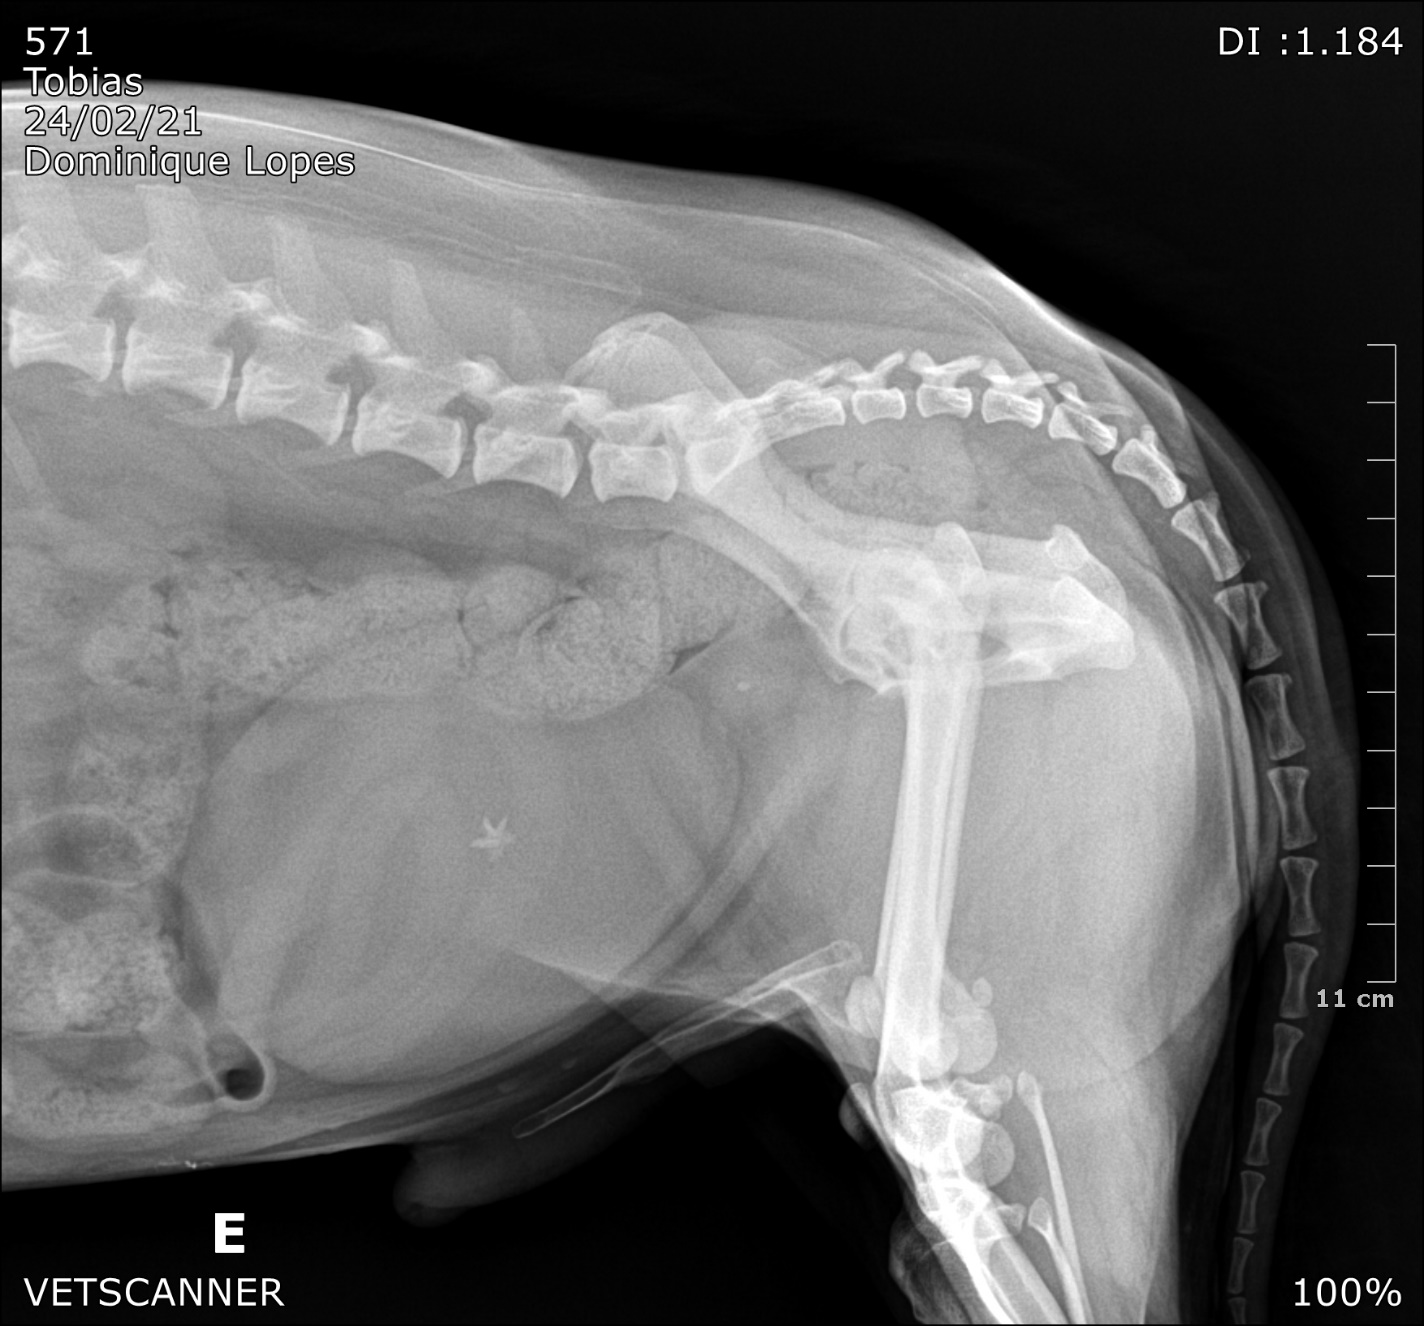 571
Tobias
24/02/21
Dominique Lopes
DI :1.184
11 cm
E
VETSCANNER
100%